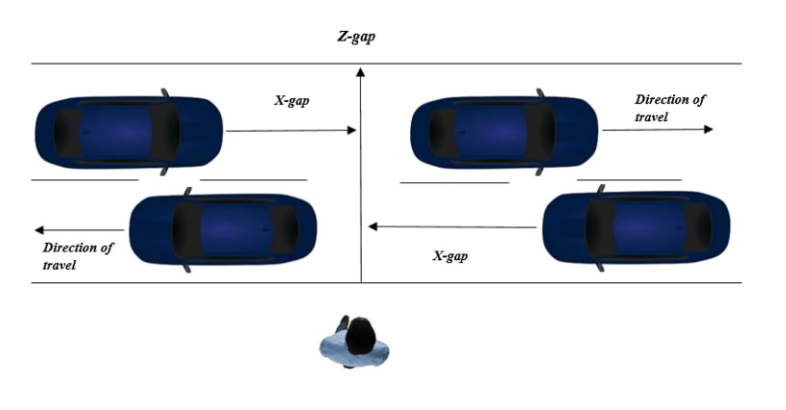 Z-gap
X-gap
Direction of
travel
Direction of
travel
X-gap